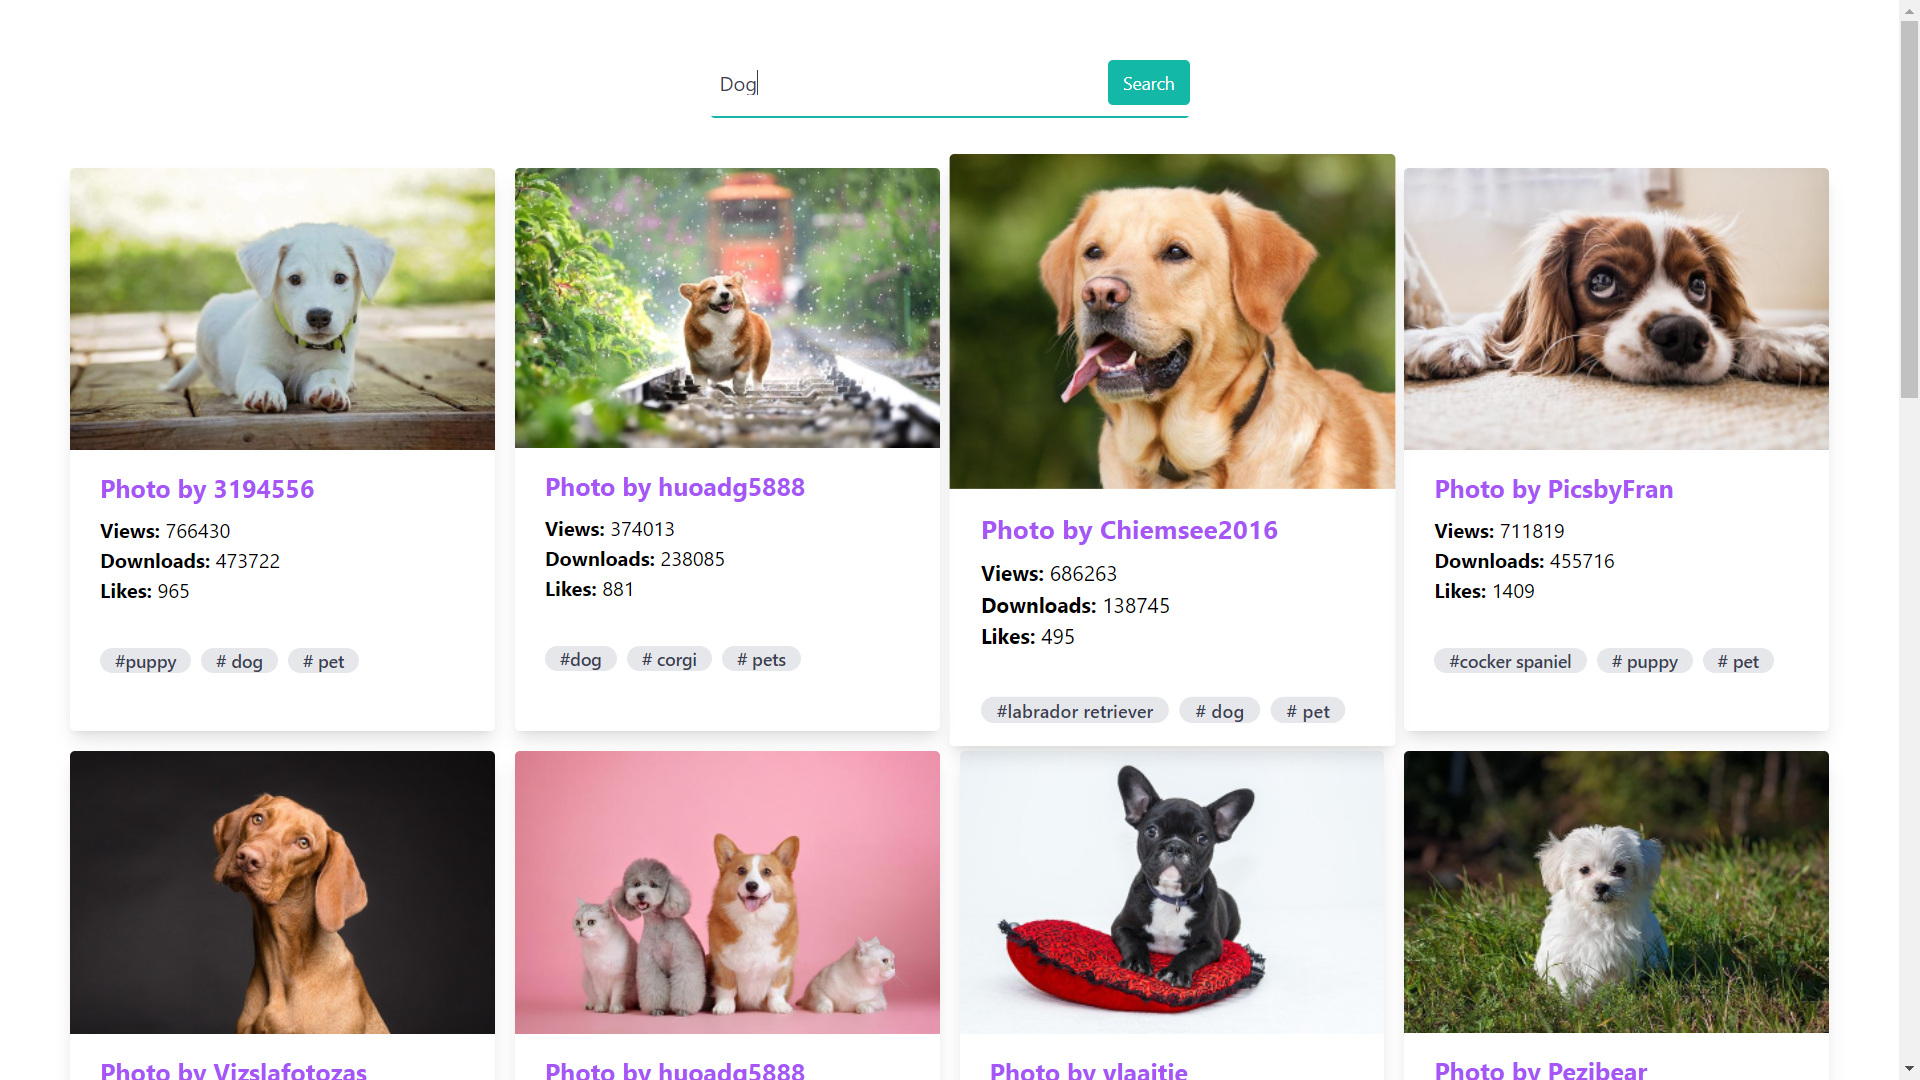 Dog
Search
Photo by 3194556
Views: 766430
Downloads: 473722
Likes: 965
#puppy # dog # pet
Photo by huoadg5888
Views: 374013
Downloads: 238085
Likes: 881
#dog # corgi # pets
Photo by Chiemsee2016
Views: 686263
Downloads: 138745
Likes: 495
#labrador retriever # dog # pet
Photo by PicsbyFran
Views: 711819
Downloads: 455716
Likes: 1409
#cocker spaniel # puppy # pet
Photo by Vizslafotozas
Photo by huoadg5888
Photo by vlaaitje
Photo by Pezibear